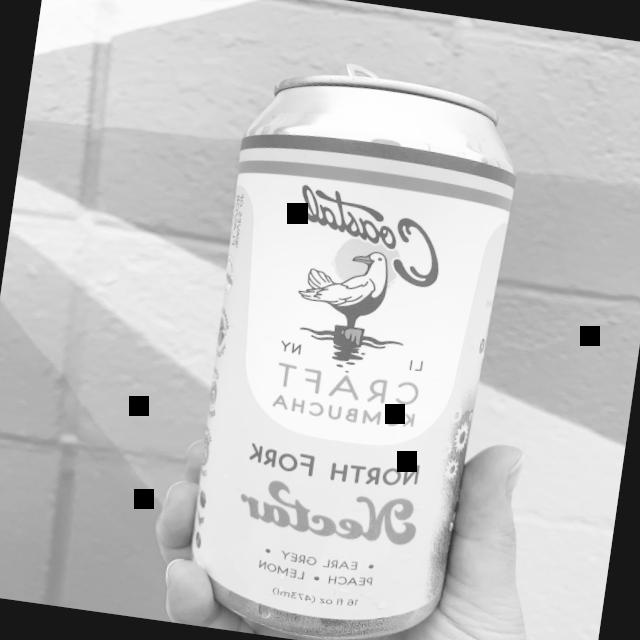 Coastal
LI NY
CRAFT
KOMBUCHA
NORTH FORK
Nectar
• EARL GREY •
PEACH • LEMON
16 fl oz (473ml)